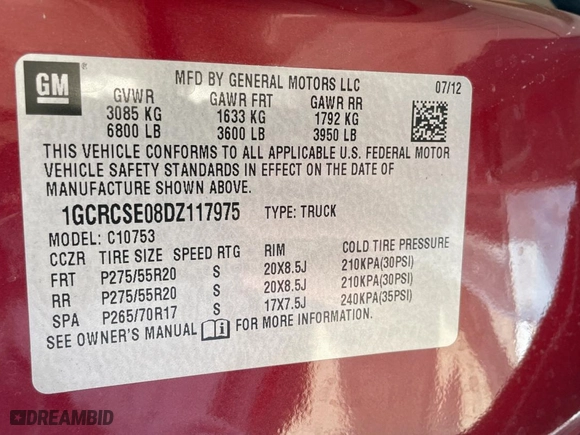 GM
®
MFD BY GENERAL MOTORS LLC 07/12
GVWR GAWR FRT GAWR RR
3085 KG 1633 KG 1792 KG
6800 LB 3600 LB 3950 LB
THIS VEHICLE CONFORMS TO ALL APPLICABLE U.S. FEDERAL MOTOR
VEHICLE SAFETY STANDARDS IN EFFECT ON THE DATE OF
MANUFACTURE SHOWN ABOVE.
1GCRCSE08DZ117975 TYPE: TRUCK
MODEL: C10753
CCZR TIRE SIZE SPEED RTG RIM COLD TIRE PRESSURE
FRT P275/55R20 S 20X8.5J 210KPA(30PSI)
RR P275/55R20 S 20X8.5J 210KPA(30PSI)
SPA P265/70R17 S 17X7.5J 240KPA(35PSI)
SEE OWNER'S MANUAL FOR MORE INFORMATION.
DREAMBID